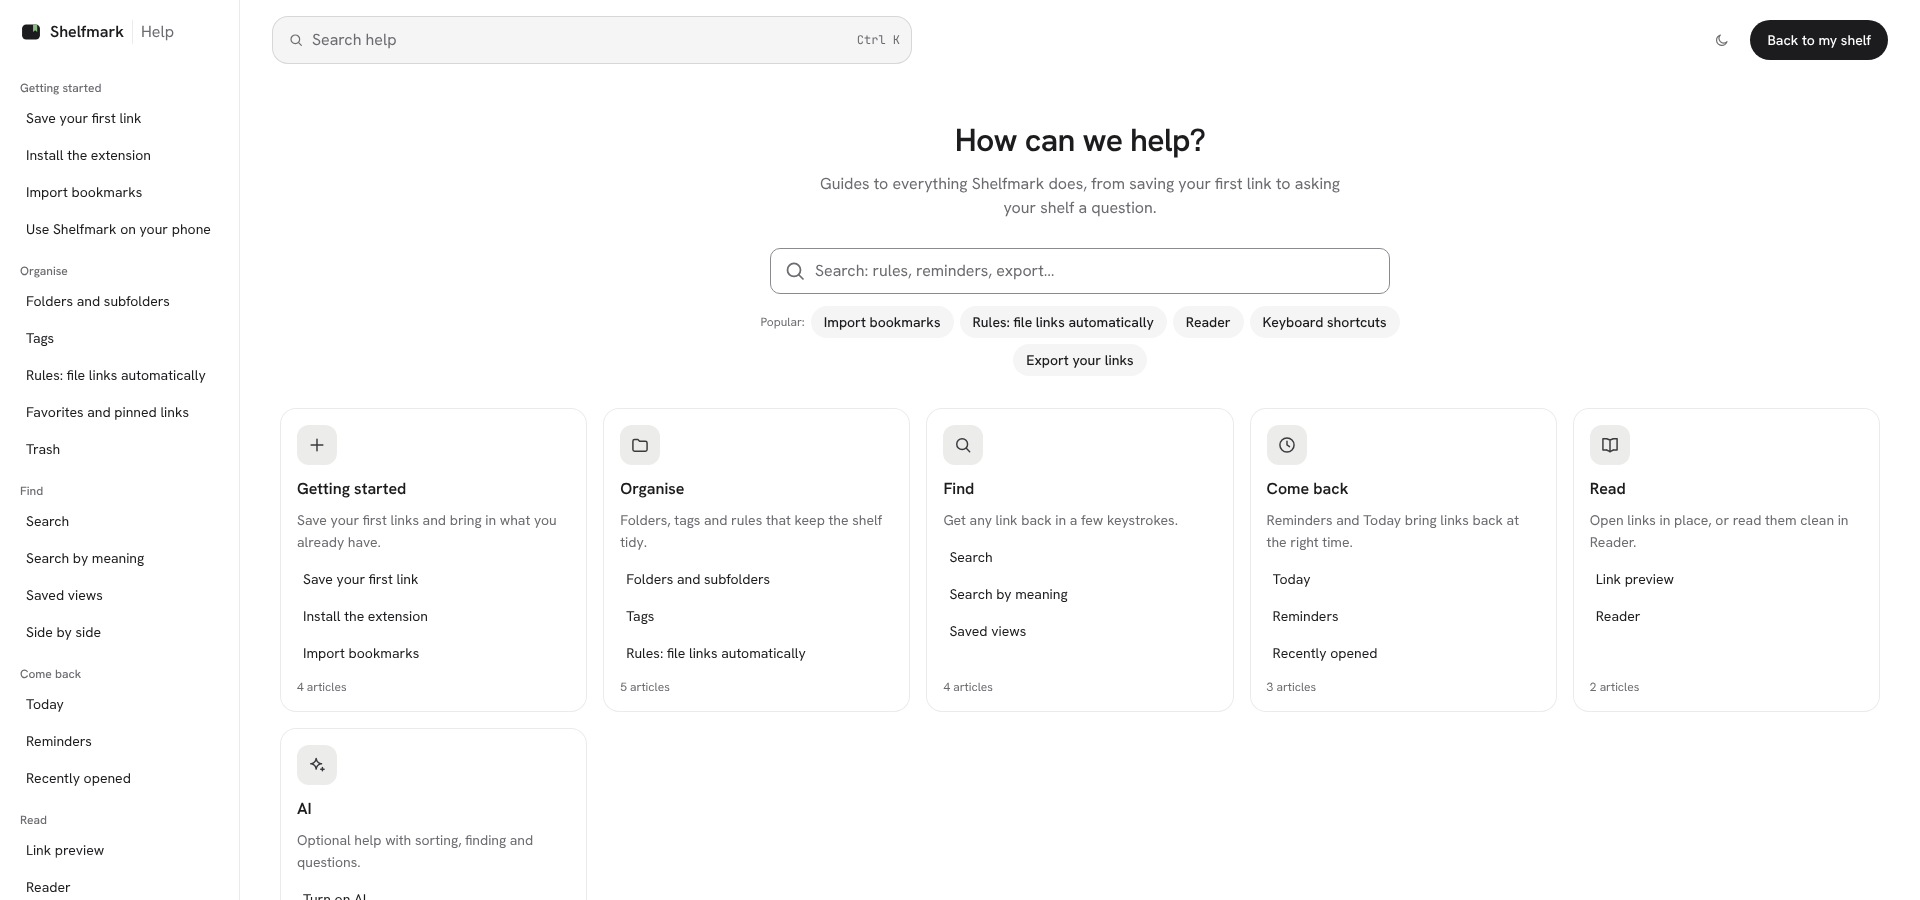 Shelfmark
Help
Getting started
Save your first link
Install the extension
Import bookmarks
Use Shelfmark on your phone
Organise
Folders and subfolders
Tags
Rules: file links automatically
Favorites and pinned links
Trash
Find
Search
Search by meaning
Saved views
Side by side
Come back
Today
Reminders
Recently opened
Read
Link preview
Reader
Search help
Ctrl K
Back to my shelf
How can we help?
Guides to everything Shelfmark does, from saving your first link to asking
your shelf a question.
Search: rules, reminders, export...
Popular:
Import bookmarks
Rules: file links automatically
Reader
Keyboard shortcuts
Export your links
Getting started
Save your first links and bring in what you
already have.
Save your first link
Install the extension
Import bookmarks
4 articles
Organise
Folders, tags and rules that keep the shelf
tidy.
Folders and subfolders
Tags
Rules: file links automatically
5 articles
Find
Get any link back in a few keystrokes.
Search
Search by meaning
Saved views
4 articles
Come back
Reminders and Today bring links back at
the right time.
Today
Reminders
Recently opened
3 articles
Read
Open links in place, or read them clean in
Reader.
Link preview
Reader
2 articles
AI
Optional help with sorting, finding and
questions.
Turn on AI